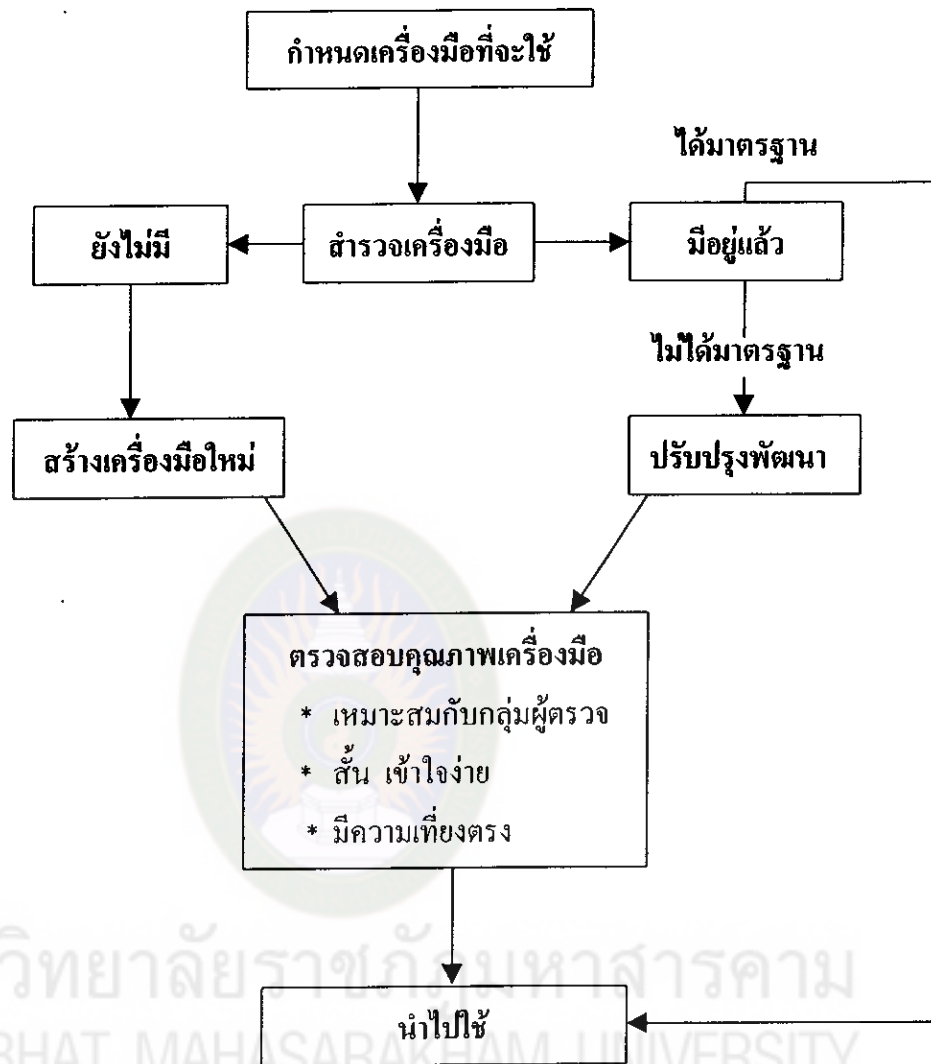 กำหนดเครื่องมือที่จะใช้
ได้มาตรฐาน
ยังไม่มี
สำรวจเครื่องมือ
มีอยู่แล้ว
ไม่ได้มาตรฐาน
สร้างเครื่องมือใหม่
ปรับปรุงพัฒนา
ตรวจสอบคุณภาพเครื่องมือ
* เหมาะสมกับกลุ่มผู้ตรวจ
* สั้น เข้าใจง่าย
* มีความเที่ยงตรง
วิทยาลัยราชภัฏมหาสารคาม
นำไปใช้
BHAT MAHASARAKHAM UNIVERSITY